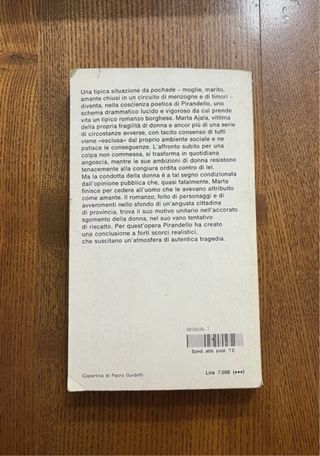 Una tipica situazione da pochade – moglie, marito,
amante chiusi in un circuito di menzogne e di timori –
diventa, nella coscienza poetica di Pirandello, uno
schema drammatico lucido e vigoroso da cui prende
vita un tipico romanzo borghese. Marta Ajala, vittima
della propria fragilità di donna e ancor più di una serie
di circostanze avverse, con tacito consenso di tutti
viene «esclusa» dal proprio ambiente sociale e ne
patisce le conseguenze. L'affronto subito per una
colpa non commessa, si trasforma in quotidiana
angoscia, mentre le sue ambizioni di donna resistono
tenacemente alla congiura ordita contro di lei.
Ma la condotta della donna è a tal segno condizionata
dall'opinione pubblica che, quasi fatalmente, Marta
finisce per cedere all'uomo che le avevano attribuito
come amante. Il romanzo, folto di personaggi e di
avvenimenti nello sfondo di un'angusta cittadina
di provincia, trova il suo motivo unitario nell'accorato
sgomento della donna, nel suo vano tentativo
di riscatto. Per quest'opera Pirandello ha creato
una conclusione a forti scorci realistici,
che suscitano un'atmosfera di autentica tragedia.
Sped. abb. post. TE
Copertina di Paolo Guidotti
Lire 7.000 (●●●)